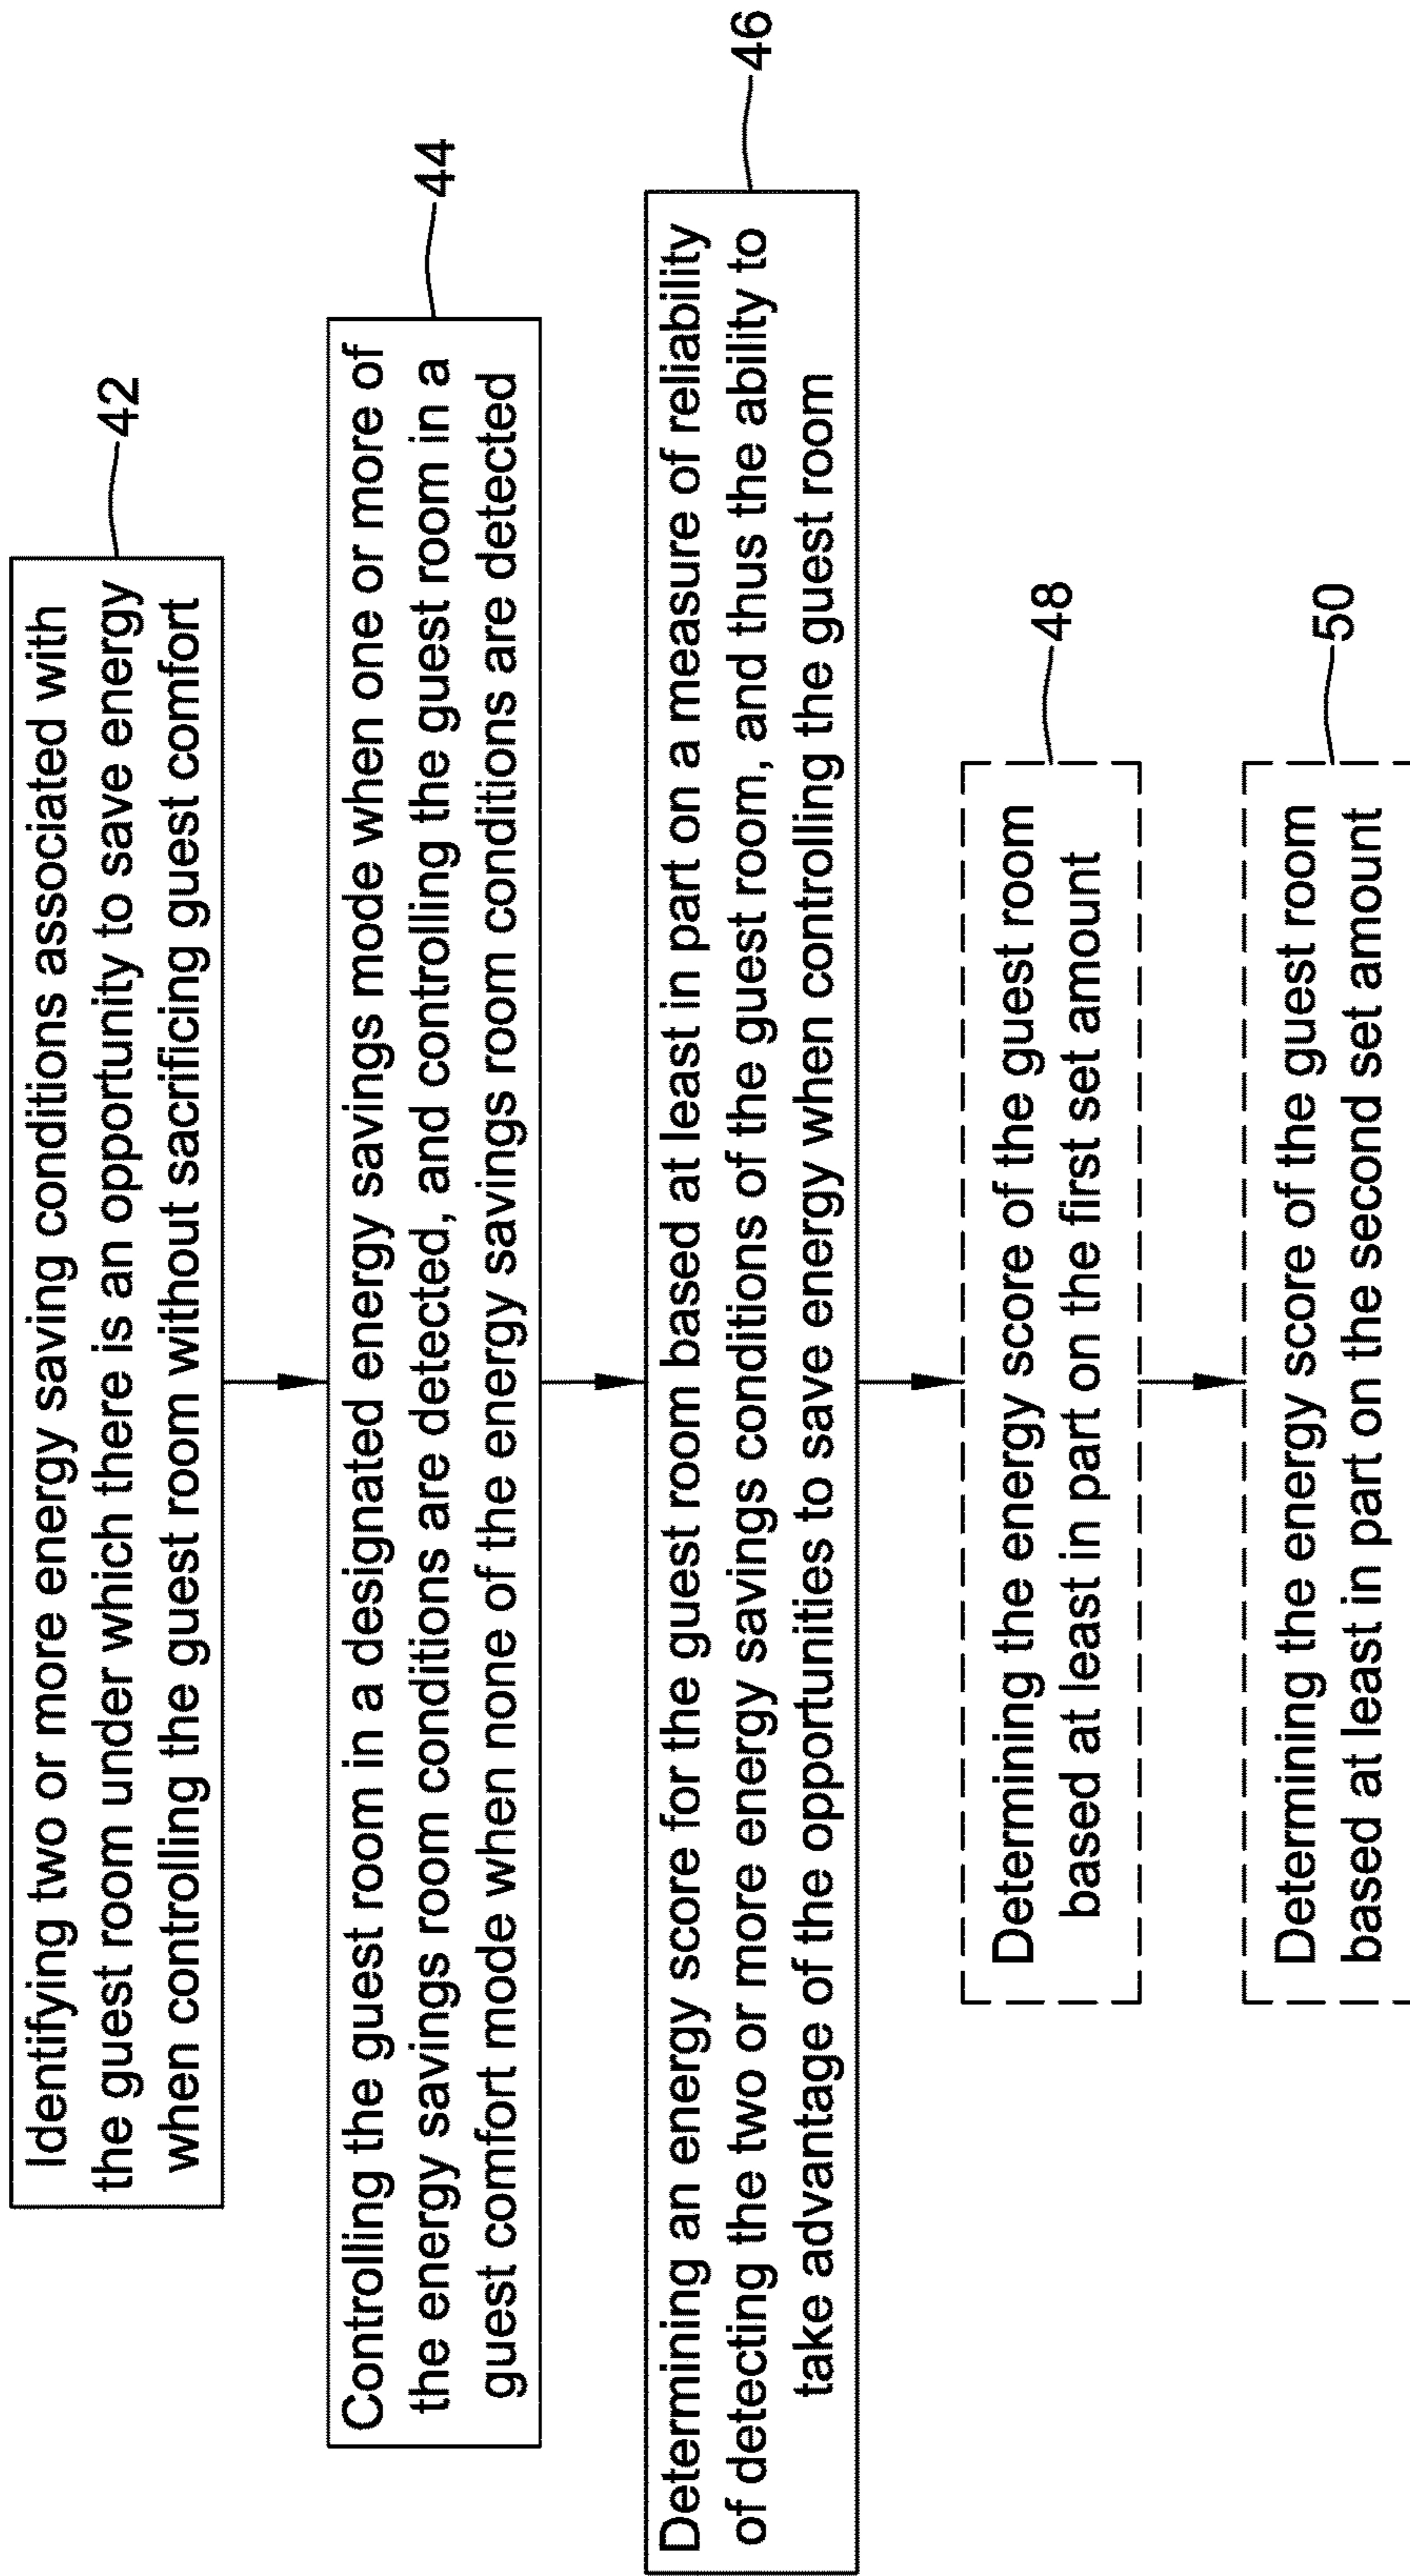 Identifying two or more energy saving conditions associated with
the guest room under which there is an opportunity to save energy
when controlling the guest room without sacrificing guest comfort
42
Controlling the guest room in a designated energy savings mode when one or more of
the energy savings room conditions are detected, and controlling the guest room in a
guest comfort mode when none of the energy savings room conditions are detected
44
Determining an energy score for the guest room based at least in part on a measure of reliability
of detecting the two or more energy savings conditions of the guest room, and thus the ability to
take advantage of the opportunities to save energy when controlling the guest room
46
Determining the energy score of the guest room
based at least in part on the first set amount
48
Determining the energy score of the guest room
based at least in part on the second set amount
50